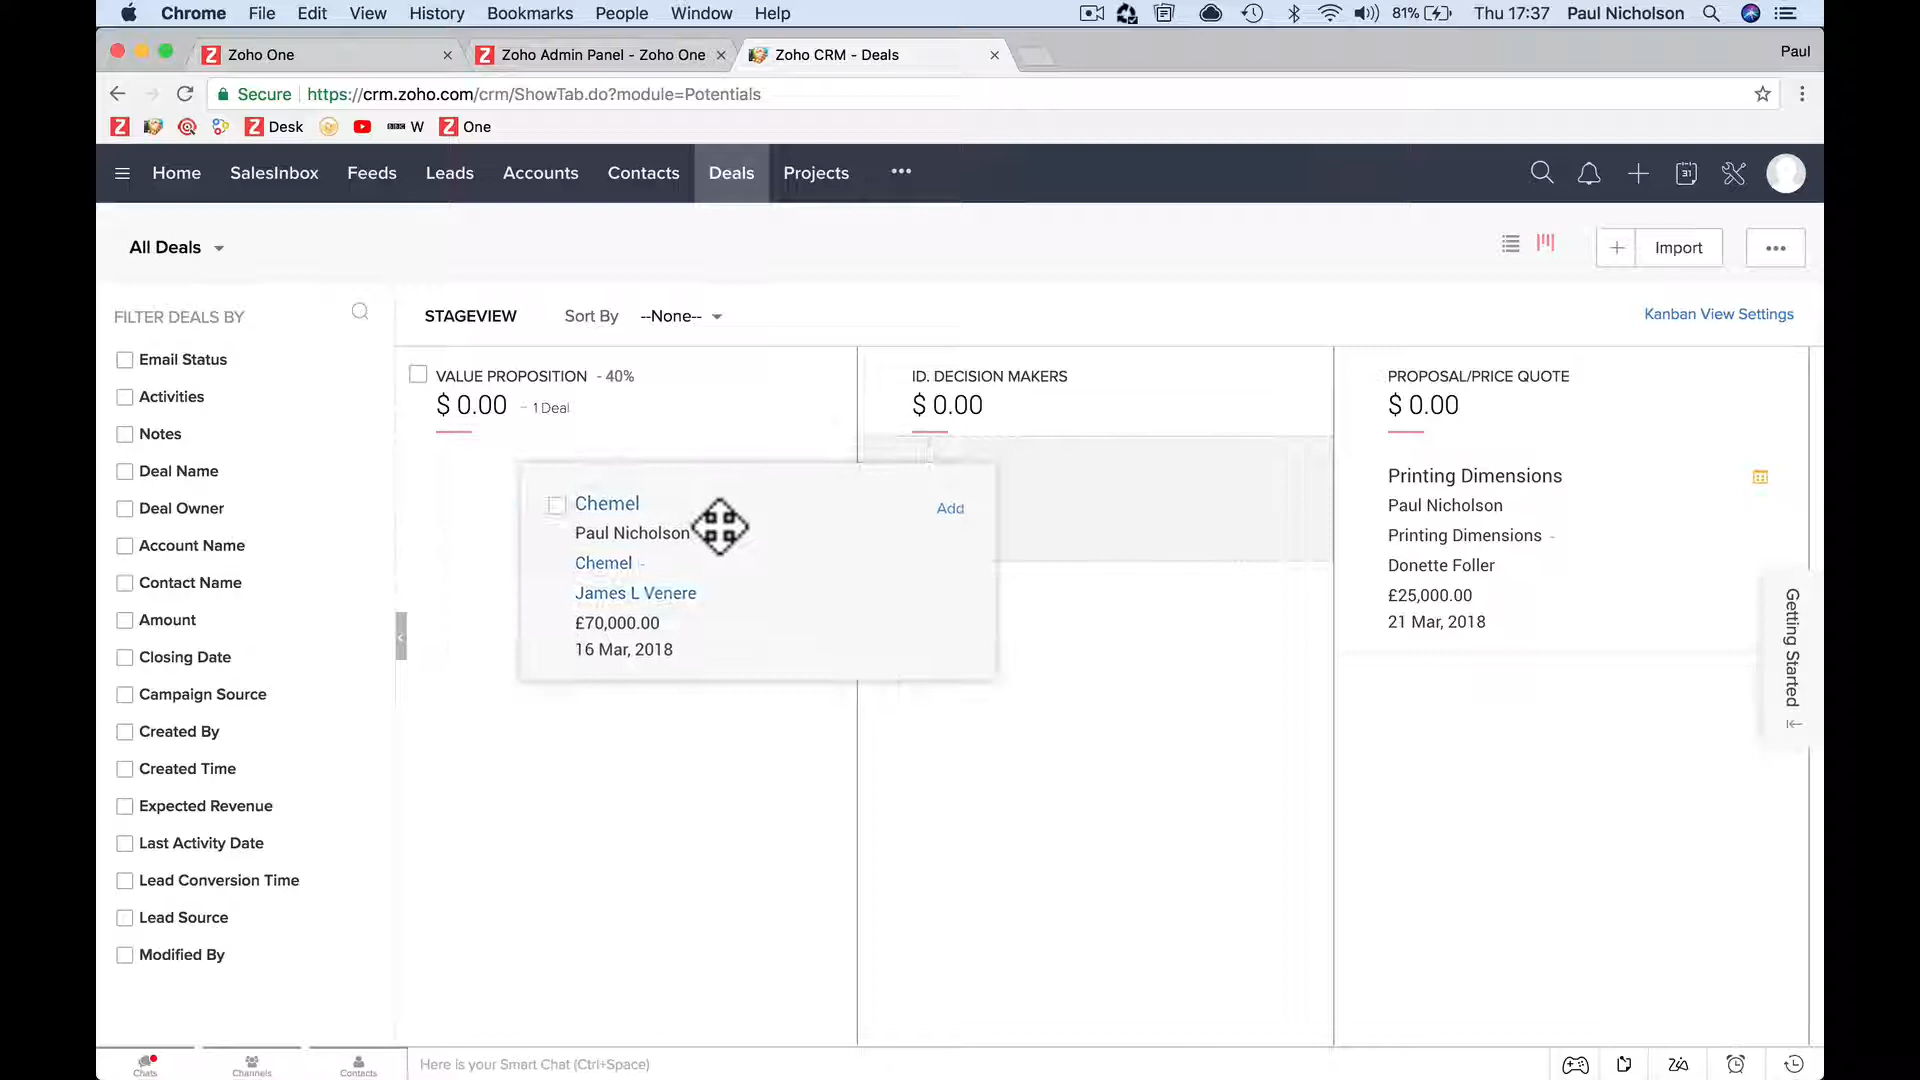 Chrome File Edit View History Bookmarks People Window Help 81% Thu 17:37 Paul Nicholson
Zoho One Zoho Admin Panel - Zoho One Zoho CRM - Deals Paul
Secure https://crm.zoho.com/crm/ShowTab.do?module=Potentials
Z Z Desk BBC W Z One
Home SalesInbox Feeds Leads Accounts Contacts Deals Projects ••• 31
All Deals + Import •••
FILTER DEALS BY
STAGEVIEW Sort By --None-- Kanban View Settings
Email Status
Activities
Notes
Deal Name
Deal Owner
Account Name
Contact Name
Amount
Closing Date
Campaign Source
Created By
Created Time
Expected Revenue
Last Activity Date
Lead Conversion Time
Lead Source
Modified By
VALUE PROPOSITION - 40%
$ 0.00 - 1 Deal
Chemel Add
Paul Nicholson
Chemel -
James L Venere
£70,000.00
16 Mar, 2018
ID. DECISION MAKERS
$ 0.00
PROPOSAL/PRICE QUOTE
$ 0.00
Printing Dimensions
Paul Nicholson
Printing Dimensions -
Donette Foller
£25,000.00
21 Mar, 2018
Getting Started
Chats Channels Contacts Here is your Smart Chat (Ctrl+Space)